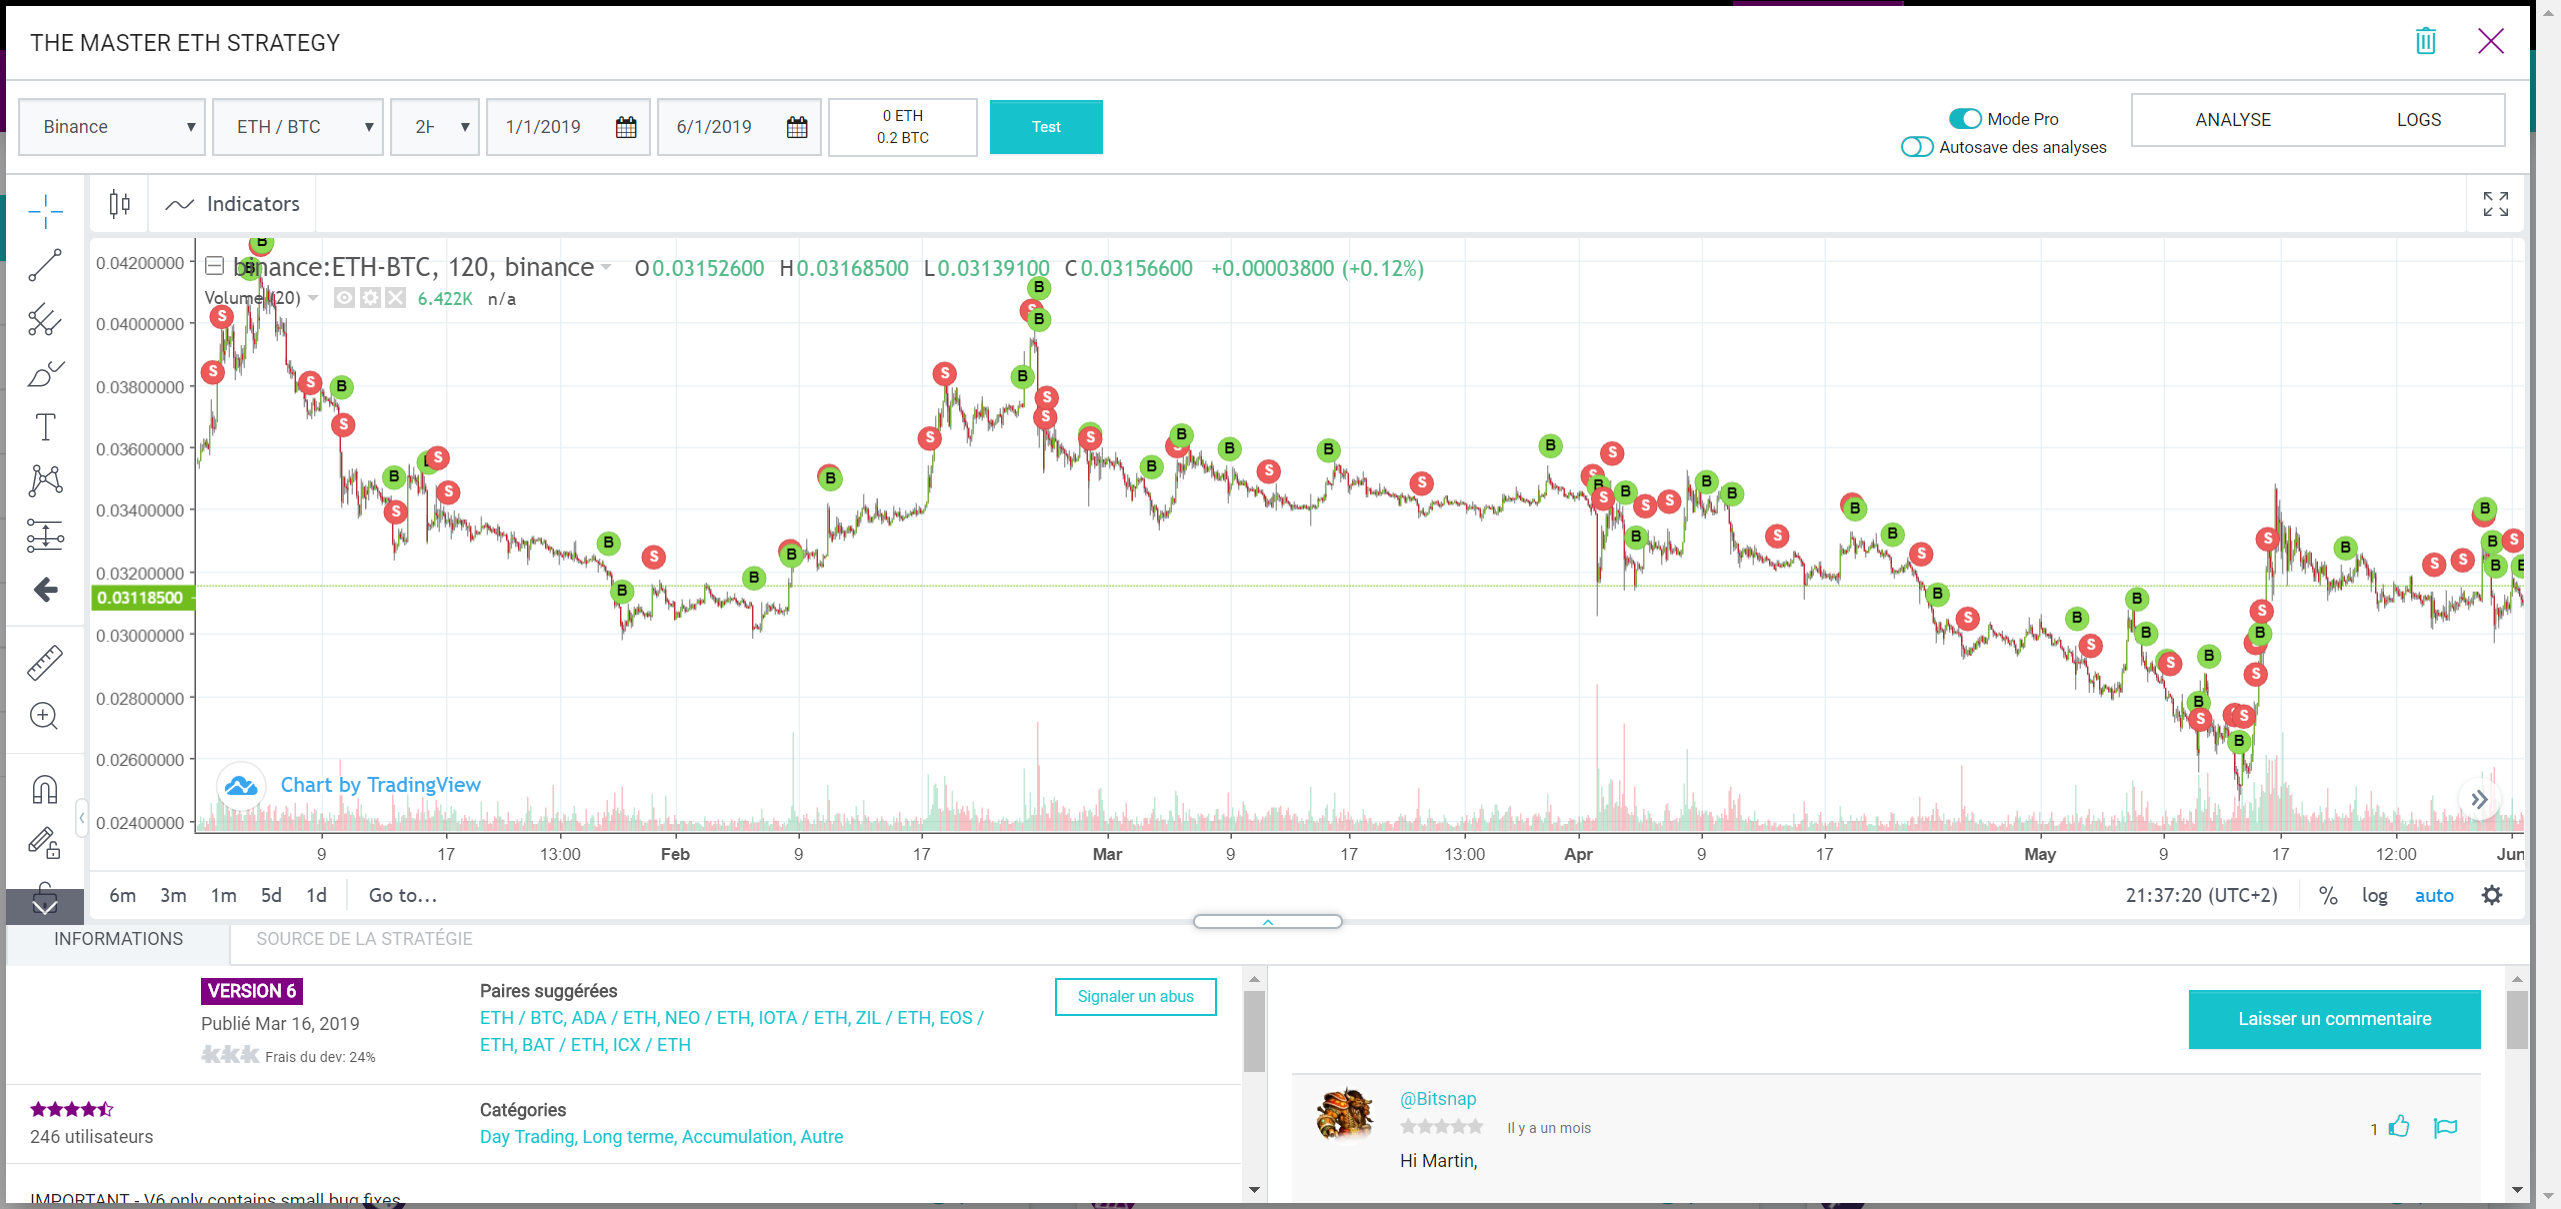 THE MASTER ETH STRATEGY
Binance ETH / BTC 2H 1/1/2019 6/1/2019
0 ETH
0.2 BTC
Test
Mode Pro
Autosave des analyses
ANALYSE LOGS
Indicators
binance:ETH-BTC, 120, binance O0.03152600 H0.03168500 L0.03139100 C0.03156600 +0.00003800 (+0.12%)
Volume (20) 6.422K n/a
0.04200000
0.04000000
0.03800000
0.03600000
0.03400000
0.03200000
0.03118500
0.03000000
0.02800000
0.02600000
0.02400000
Chart by TradingView
9 17 13:00 Feb 9 17 Mar 9 17 13:00 Apr 9 17 May 9 17 12:00 Jun
6m 3m 1m 5d 1d Go to... 21:37:20 (UTC+2) % log auto
INFORMATIONS SOURCE DE LA STRATÉGIE
VERSION 6
Publié Mar 16, 2019
Frais du dev: 24%
Paires suggérées
ETH / BTC, ADA / ETH, NEO / ETH, IOTA / ETH, ZIL / ETH, EOS /
ETH, BAT / ETH, ICX / ETH
Signaler un abus
246 utilisateurs
Catégories
Day Trading, Long terme, Accumulation, Autre
IMPORTANT - V6 only contains small bug fixes
Laisser un commentaire
@Bitsnap
Il y a un mois
1
Hi Martin,